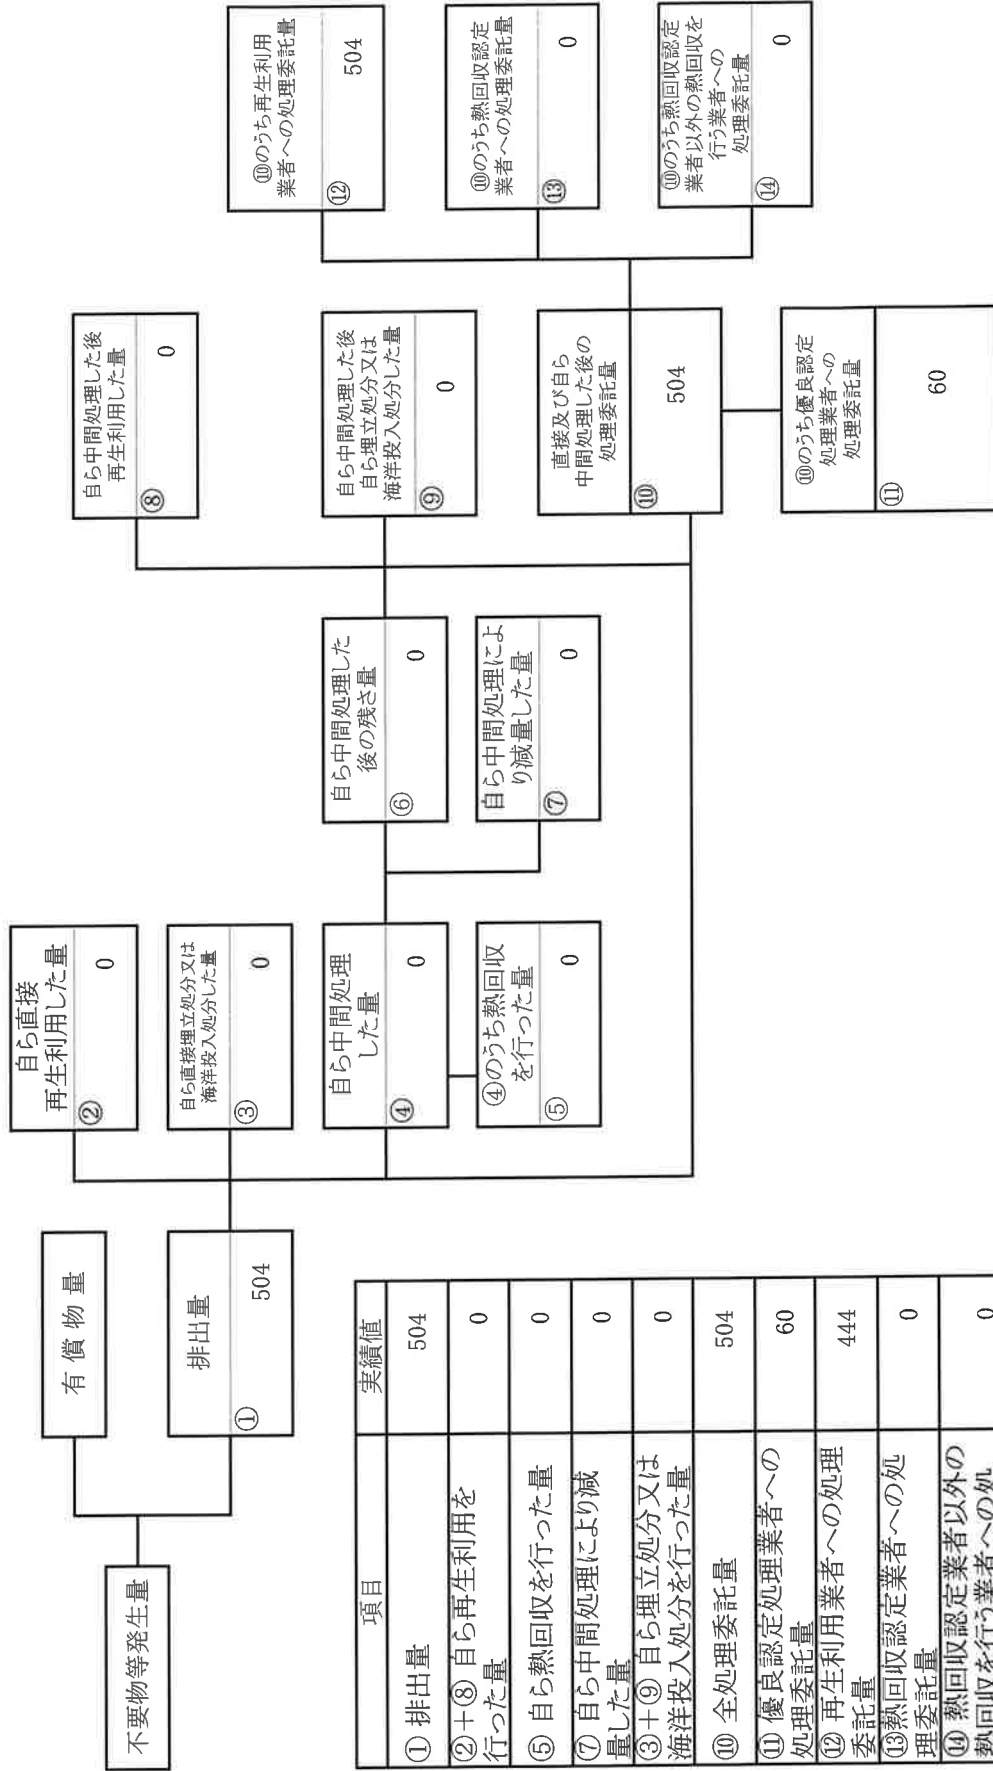 不要物等発生量
有償物量
排出量
①
504
自ら直接
再生利用した量
②
0
自ら直接埋立処分又は
海洋投入処分した量
③
0
自ら中間処理
した量
④
0
④のうち熱回収
を行った量
⑤
0
自ら中間処理した
後の残さ量
⑥
0
自ら中間処理によ
り減量した量
⑦
0
自ら中間処理した後
再生利用した量
⑧
0
自ら中間処理した後
自ら埋立処分又は
海洋投入処分した量
⑨
0
直接及び自ら
中間処理した後の
処理委託量
⑩
504
⑩のうち優良認定
処理業者への
処理委託量
⑪
60
⑩のうち再生利用
業者への処理委託量
⑫
504
⑩のうち熱回収認定
業者への処理委託量
⑬
0
⑩のうち熱回収認定
業者以外の熱回収を
行う業者への
処理委託量
⑭
0
項目 実績値
① 排出量 504
②+⑧ 自ら再生利用を
行った量 0
⑤ 自ら熱回収を行った量 0
⑦ 自ら中間処理により減
量した量 0
③+⑨ 自ら埋立処分又は
海洋投入処分を行った量 0
⑩ 全処理委託量 504
⑪ 優良認定処理業者への
処理委託量 60
⑫ 再生利用業者への処理
委託量 444
⑬熱回収認定業者への処
理委託量 0
⑭ 熱回収認定業者以外の
熱回収を行う業者への処 0